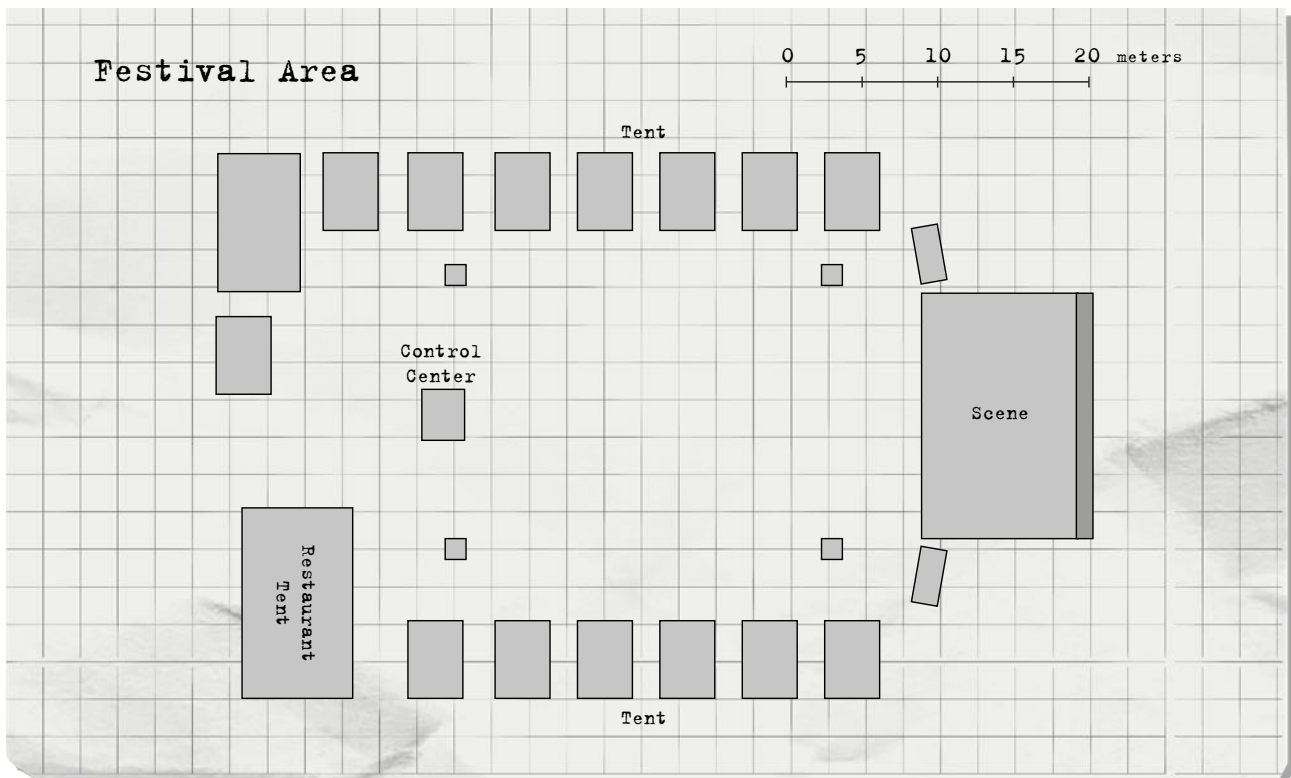 Festival Area
0 5 10 15 20 meters
Tent
Control
Center
Scene
Restaurant
Tent
Tent